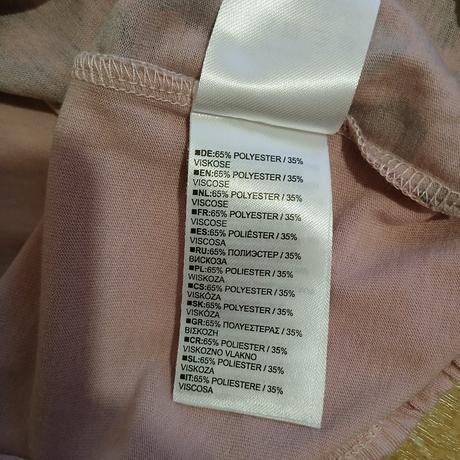 ■DE:65% POLYESTER / 35%
VISKOSE
■EN:65% POLYESTER / 35%
VISCOSE
■NL:65% POLYESTER / 35%
VISCOSE
■FR:65% POLYESTER / 35%
VISCOSE
■ES:65% POLIÉSTER / 35%
VISCOSA
■RU:65% ПОЛИЭСТЕР / 35%
ВИСКОЗА
■PL:65% POLIESTER / 35%
WISKOZA
■CS:65% POLYESTER / 35%
VISKÓZA
■SK:65% POLYESTER / 35%
VISKÓZA
■GR:65% ΠΟΛΥΕΣΤΕΡΑΣ / 35%
ΒΙΣΚΟΖΗ
■CR:65% POLIESTER / 35%
VISKOZNO VLAKNO
■SL:65% POLIESTER / 35%
VISKOZA
■IT:65% POLIESTERE / 35%
VISCOSA